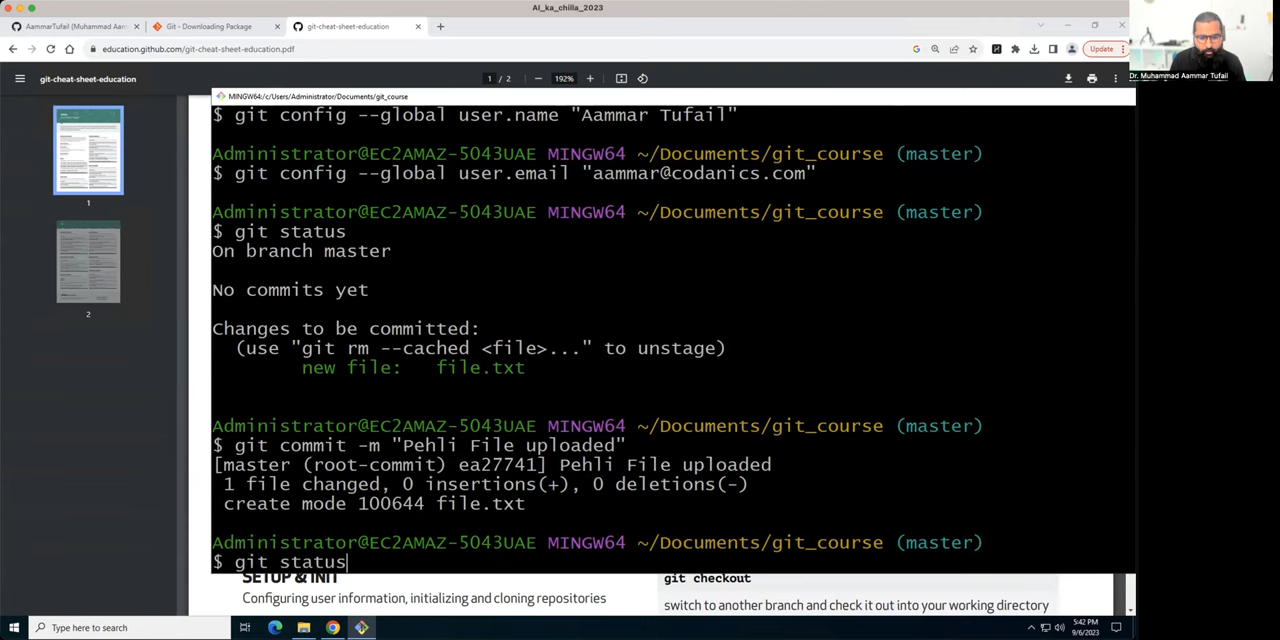 AI_ka_chilla_2023
AammarTufail (Muhammad Aam
Git - Downloading Package
git-cheat-sheet-education.pdf
education.github.com/git-cheat-sheet-education.pdf
Update
git-cheat-sheet-education
1 / 2
192%
Dr. Muhammad Aammar Tufail
MINGW64:/c/Users/Administrator/Documents/git_course
$ git config --global user.name "Aammar Tufail"
Administrator@EC2AMAZ-5043UAE MINGW64 ~/Documents/git_course (master)
$ git config --global user.email "aammar@codanics.com"
Administrator@EC2AMAZ-5043UAE MINGW64 ~/Documents/git_course (master)
$ git status
On branch master
No commits yet
Changes to be committed:
(use "git rm --cached <file>..." to unstage)
new file:   file.txt
Administrator@EC2AMAZ-5043UAE MINGW64 ~/Documents/git_course (master)
$ git commit -m "Pehli File uploaded"
[master (root-commit) ea27741] Pehli File uploaded
1 file changed, 0 insertions(+), 0 deletions(-)
create mode 100644 file.txt
Administrator@EC2AMAZ-5043UAE MINGW64 ~/Documents/git_course (master)
$ git status
1
2
SETUP & INIT
Configuring user information, initializing and cloning repositories
git checkout
switch to another branch and check it out into your working directory
Type here to search
5:42 PM
9/6/2023